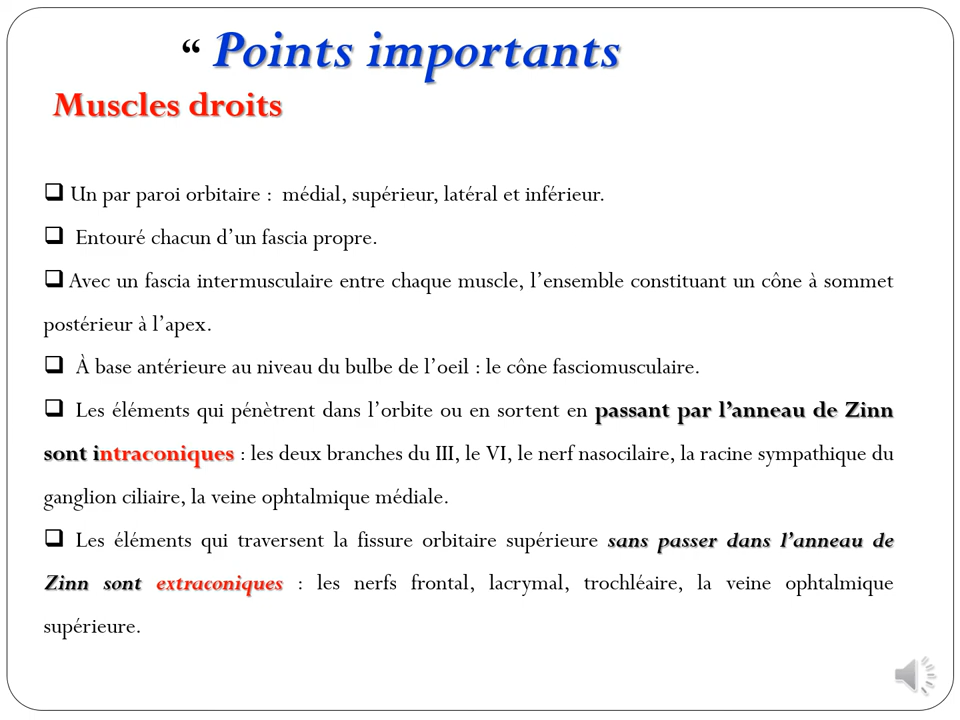 “ Points importants
Muscles droits
❑ Un par paroi orbitaire : médial, supérieur, latéral et inférieur.
❑ Entouré chacun d’un fascia propre.
❑ Avec un fascia intermusculaire entre chaque muscle, l’ensemble constituant un cône à sommet
postérieur à l’apex.
❑ À base antérieure au niveau du bulbe de l’oeil : le cône fasciomusculaire.
❑ Les éléments qui pénètrent dans l’orbite ou en sortent en passant par l’anneau de Zinn
sont intraconiques : les deux branches du III, le VI, le nerf nasocilaire, la racine sympathique du
ganglion ciliaire, la veine ophtalmique médiale.
❑ Les éléments qui traversent la fissure orbitaire supérieure sans passer dans l’anneau de
Zinn sont extraconiques : les nerfs frontal, lacrymal, trochléaire, la veine ophtalmique
supérieure.